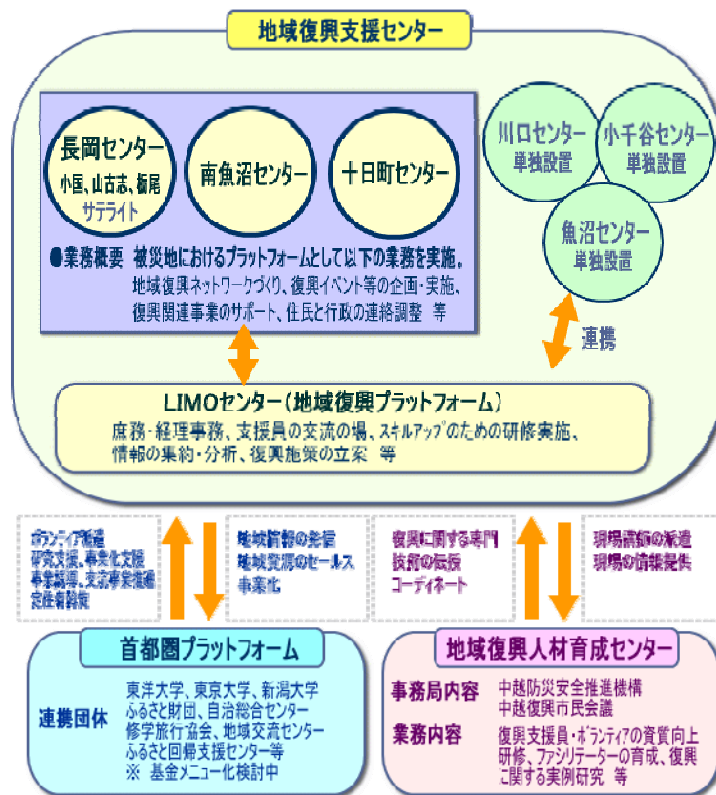 地域復興支援センター
長岡センター
小国、山古志、栃尾
サテライト
南魚沼センター
十日町センター
川口センター
単独設置
小千谷センター
単独設置
魚沼センター
単独設置
●業務概要 被災地におけるプラットフォームとして以下の業務を実施。
地域復興ネットワークづくり、復興イベント等の企画・実施、
復興関連事業のサポート、住民と行政の連絡調整 等
連携
LIMOセンター(地域復興プラットフォーム)
庶務・経理事務、支援員の交流の場、スキルアップのための研修実施、
情報の集約・分析、復興施策の立案 等
ボランティア派遣
研究支援、事業化支援
事業誘導、交流事業推進
定住者斡旋
地域情報の発信
地域資源のセールス
事業化
復興に関する専門
技術の伝授
コーディネート
現場講師の派遣
現場の情報提供
首都圏プラットフォーム
連携団体
東洋大学、東京大学、新潟大学
ふるさと財団、自治総合センター
修学旅行協会、地域交流センター
ふるさと回帰支援センター等
※ 基金メニュー化検討中
地域復興人材育成センター
事務局内容
中越防災安全推進機構
中越復興市民会議
業務内容
復興支援員・ボランティアの資質向上
研修、ファシリテーターの育成、復興
に関する実例研究 等